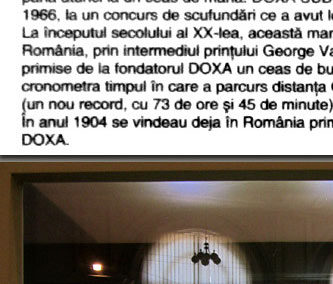 1966, la un concurs de scufundări ce a avut l
La începutul secolului al XX-lea, această mar
România, prin intermediul prințului George Va
primise de la fondatorul DOXA un ceas de bu
cronometra timpul în care a parcurs distanța
(un nou record, cu 73 de ore și 45 de minute)
În anul 1904 se vindeau deja în România prin
DOXA.